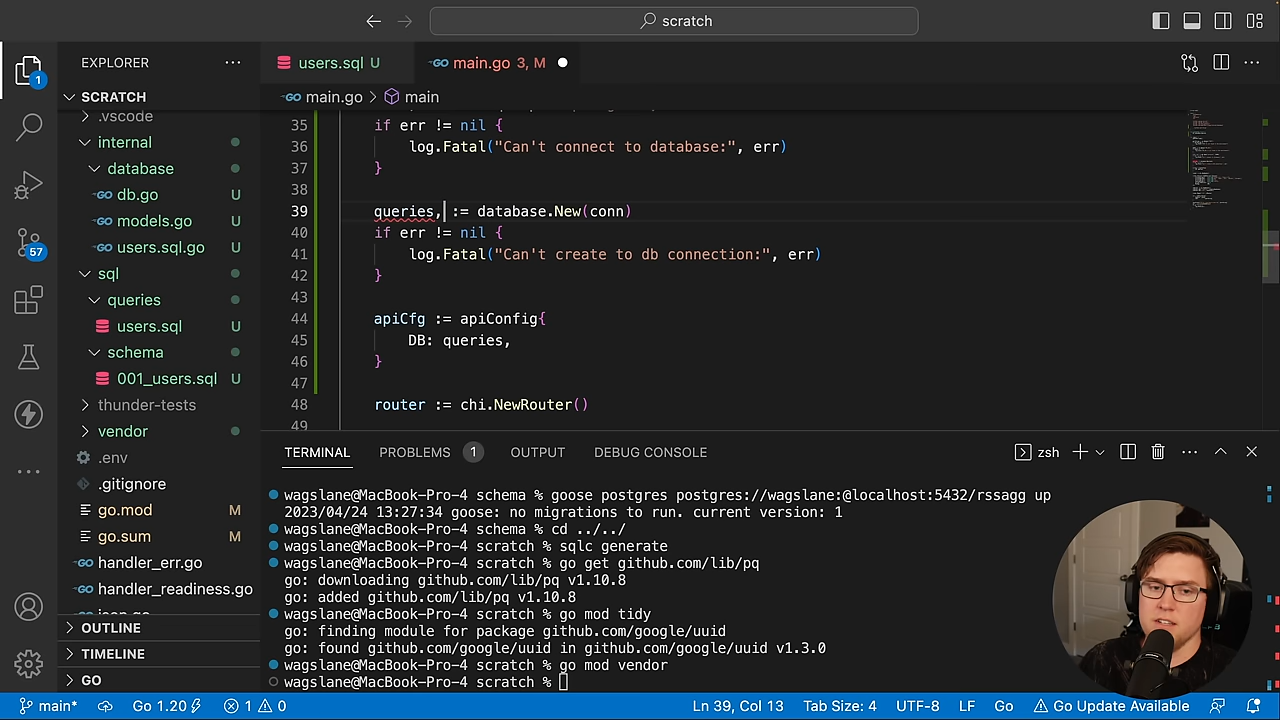 scratch
EXPLORER
users.sql U
main.go 3, M
SCRATCH
main.go > main
.vscode
internal
database
db.go U
models.go U
users.sql.go U
sql
queries
users.sql U
schema
001_users.sql U
thunder-tests
vendor
.env
.gitignore
go.mod M
go.sum M
handler_err.go
handler_readiness.go
OUTLINE
TIMELINE
GO
1
57
35 if err != nil {
36 log.Fatal("Can't connect to database:", err)
37 }
38
39 queries, := database.New(conn)
40 if err != nil {
41 log.Fatal("Can't create to db connection:", err)
42 }
43
44 apiCfg := apiConfig{
45 DB: queries,
46 }
47
48 router := chi.NewRouter()
49
TERMINAL PROBLEMS 1 OUTPUT DEBUG CONSOLE zsh
wagslane@MacBook-Pro-4 schema % goose postgres postgres://wagslane:@localhost:5432/rssagg up
2023/04/24 13:27:34 goose: no migrations to run. current version: 1
wagslane@MacBook-Pro-4 schema % cd ../../
wagslane@MacBook-Pro-4 scratch % sqlc generate
wagslane@MacBook-Pro-4 scratch % go get github.com/lib/pq
go: downloading github.com/lib/pq v1.10.8
go: added github.com/lib/pq v1.10.8
wagslane@MacBook-Pro-4 scratch % go mod tidy
go: finding module for package github.com/google/uuid
go: found github.com/google/uuid in github.com/google/uuid v1.3.0
wagslane@MacBook-Pro-4 scratch % go mod vendor
wagslane@MacBook-Pro-4 scratch %
main* Go 1.20 1 0 Ln 39, Col 13 Tab Size: 4 UTF-8 LF Go Go Update Available